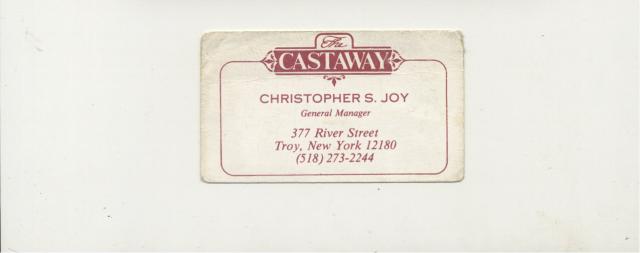 The
CASTAWAY
CHRISTOPHER S. JOY
General Manager
377 River Street
Troy, New York 12180
(518) 273-2244